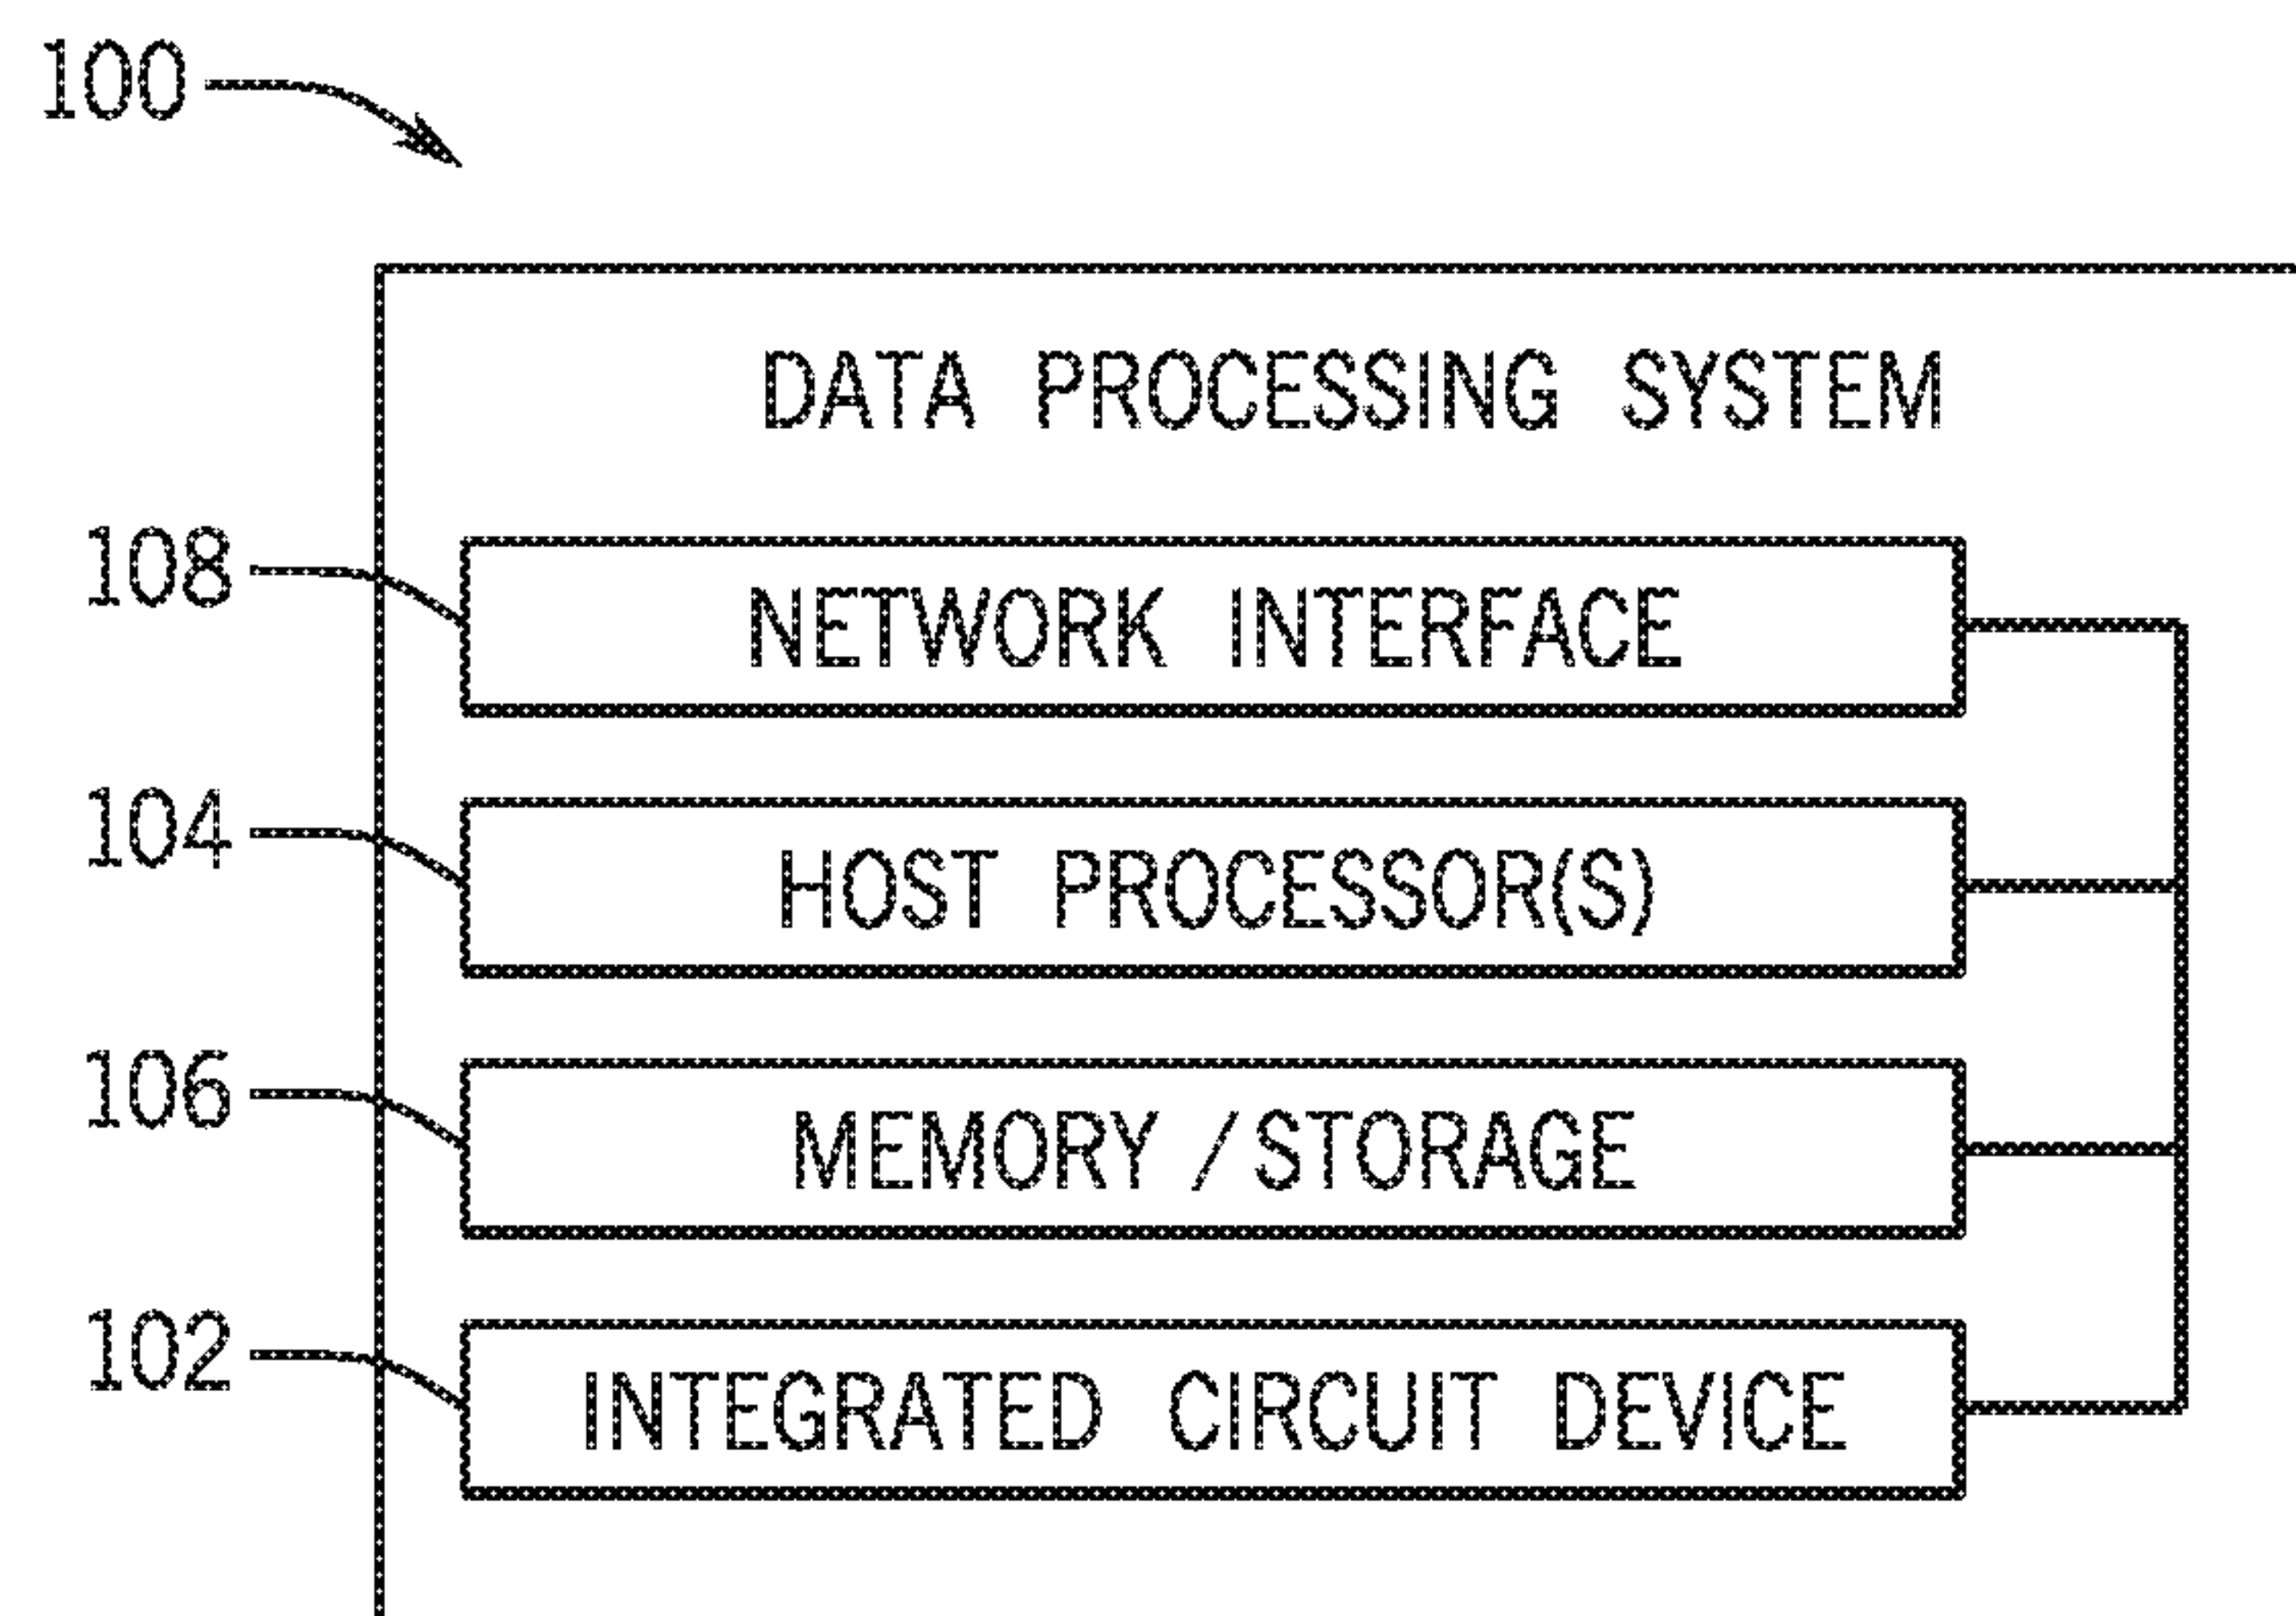 100
DATA PROCESSING SYSTEM
108
NETWORK INTERFACE
104
HOST PROCESSOR(S)
106
MEMORY / STORAGE
102
INTEGRATED CIRCUIT DEVICE